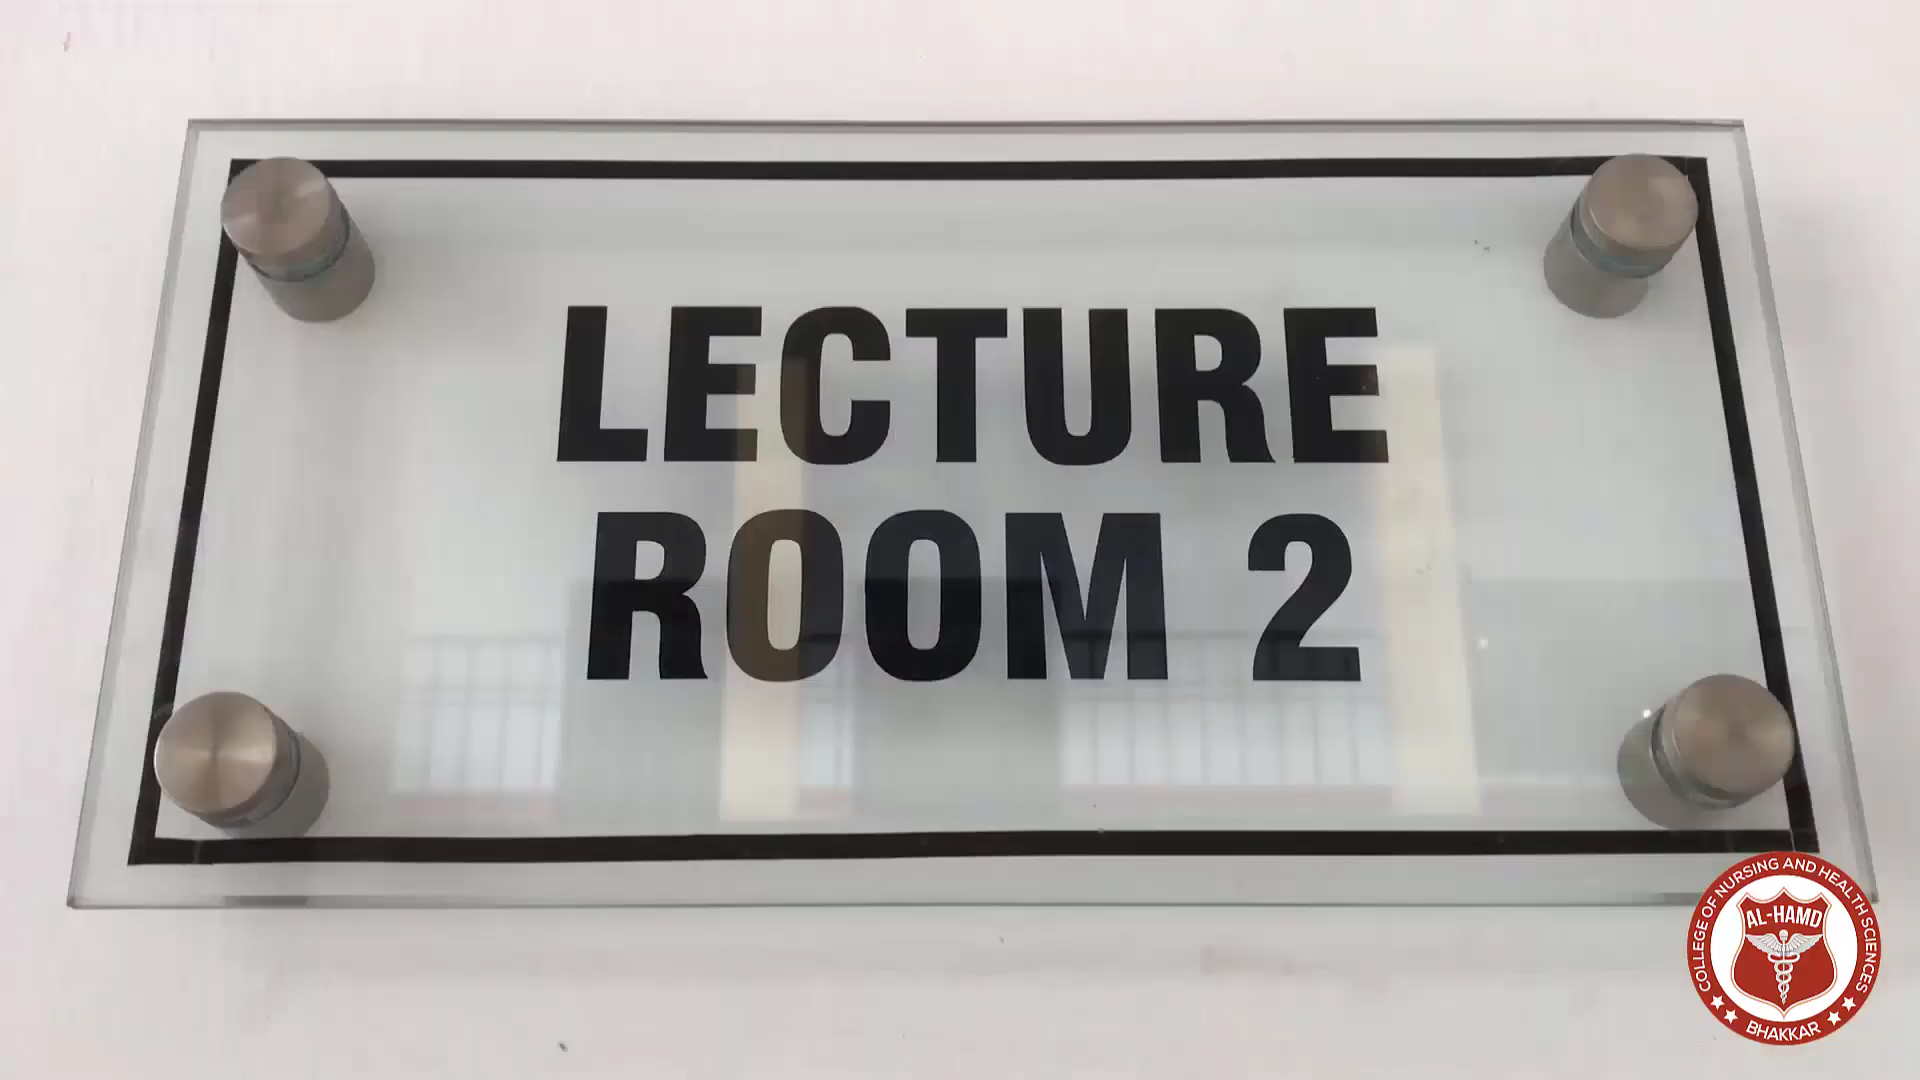 LECTURE
ROOM 2
COLLEGE OF NURSING AND HEALTH SCIENCES
AL-HAMD
BHAKKAR